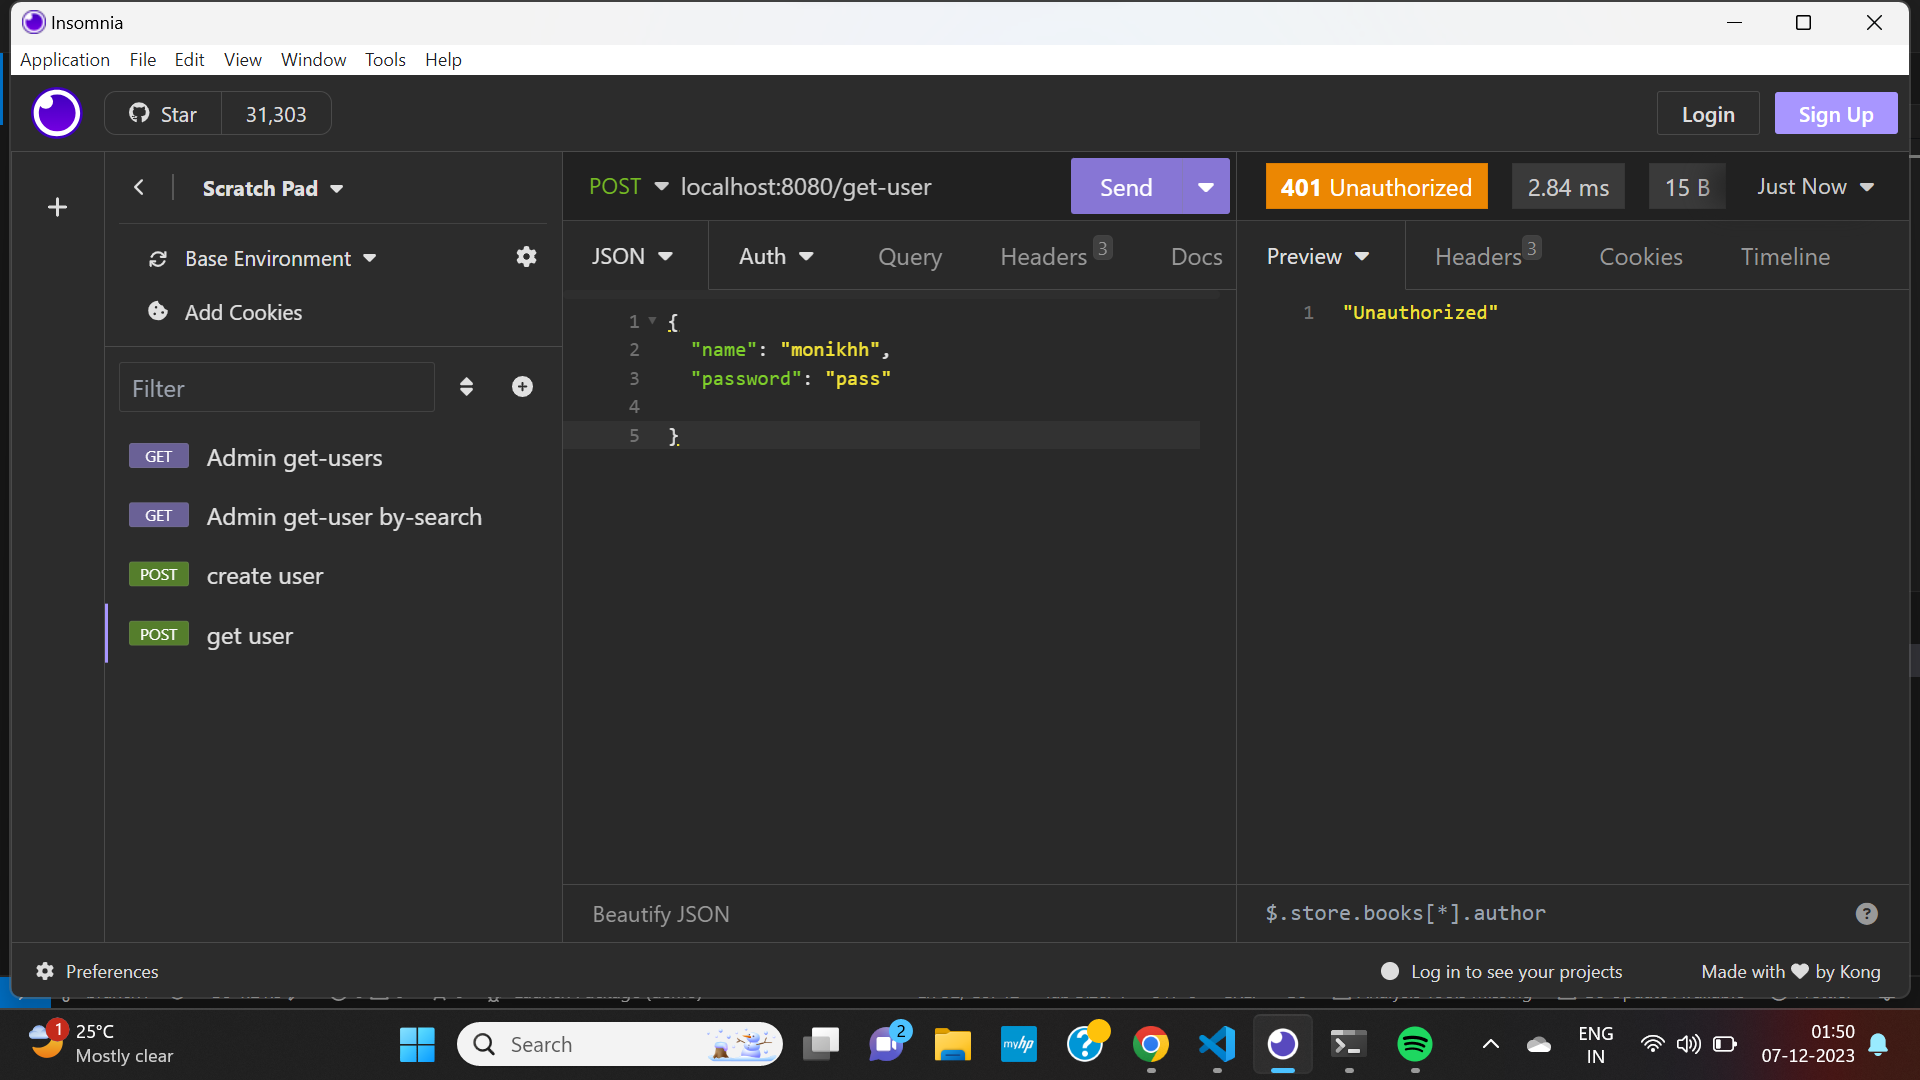 Insomnia
Application File Edit View Window Tools Help
Star 31,303
Login Sign Up
Scratch Pad
Base Environment
Add Cookies
Filter
GET Admin get-users
GET Admin get-user by-search
POST create user
POST get user
POST localhost:8080/get-user Send
JSON Auth Query Headers 3 Docs
1 {
2 "name": "monikhh",
3 "password": "pass"
4
5 }
Beautify JSON
401 Unauthorized 2.84 ms 15 B Just Now
Preview Headers 3 Cookies Timeline
1 "Unauthorized"
$.store.books[*].author
?
Preferences
Log in to see your projects Made with ❤ by Kong
1
25°C
Mostly clear
Search
2
myhp
?
ENG
IN
01:50
07-12-2023